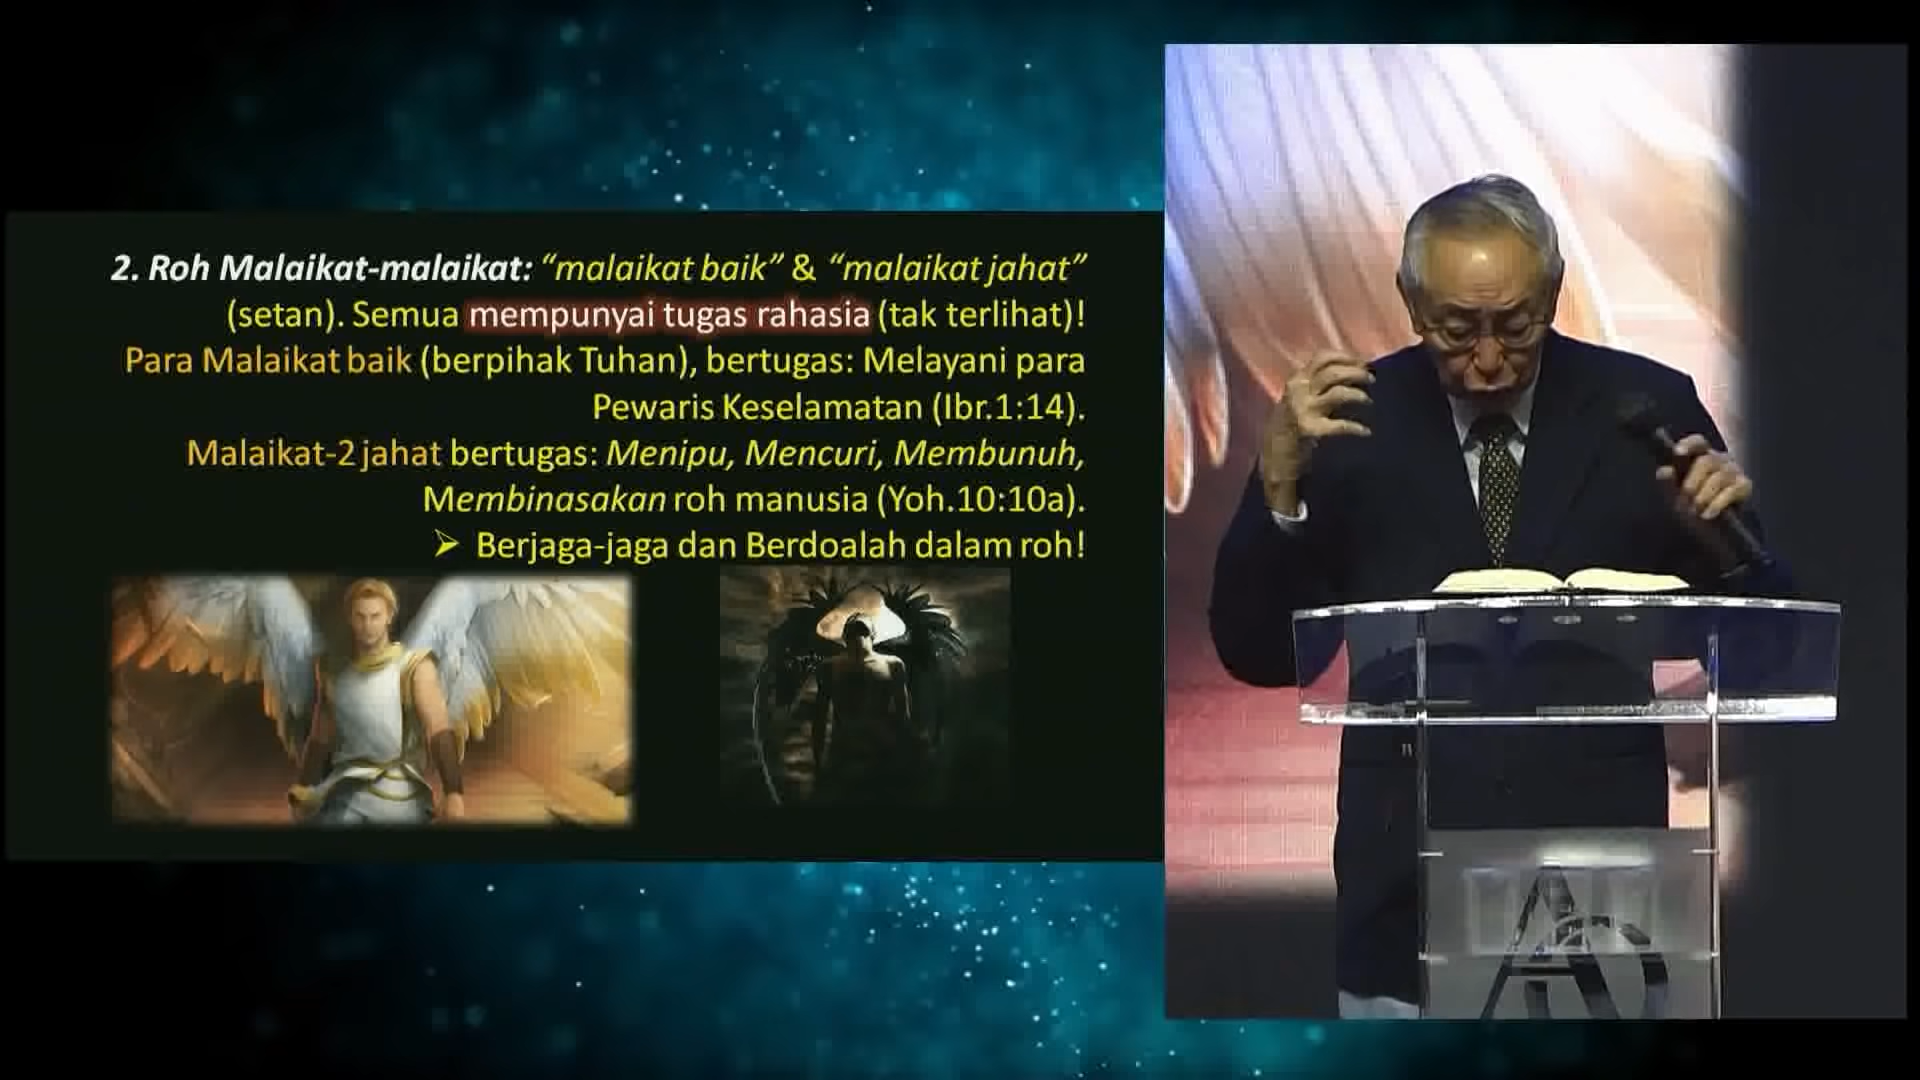 2. Roh Malaikat-malaikat: “malaikat baik” & “malaikat jahat”
(setan). Semua mempunyai tugas rahasia (tak terlihat)!
Para Malaikat baik (berpihak Tuhan), bertugas: Melayani para
Pewaris Keselamatan (Ibr.1:14).
Malaikat-2 jahat bertugas: Menipu, Mencuri, Membunuh,
Membinasakan roh manusia (Yoh.10:10a).
➢ Berjaga-jaga dan Berdoalah dalam roh!